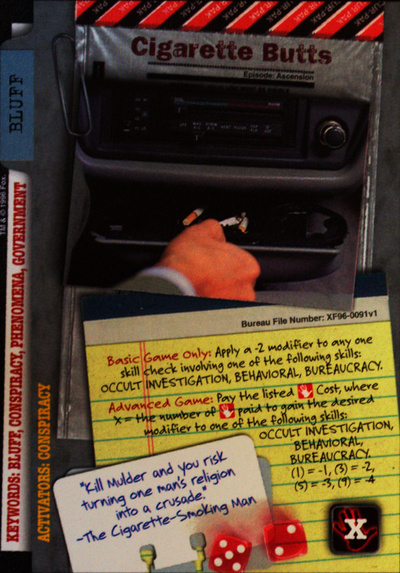 Cigarette Butts
Episode: Ascension
BLUFF
TM & © 1996 Fox.
KEYWORDS: BLUFF, CONSPIRACY, PHENOMENA, GOVERNMENT
ACTIVATORS: CONSPIRACY
Bureau File Number: XF96-0091v1
Basic Game Only: Apply a -2 modifier to any one
skill check involving one of the following skills:
OCCULT INVESTIGATION, BEHAVIORAL, BUREAUCRACY.
Advanced Game: Pay the listed Cost, where
X = the number of paid to gain the desired
modifier to one of the following skills:
OCCULT INVESTIGATION,
BEHAVIORAL,
BUREAUCRACY.
(1) = -1, (3) = -2,
(5) = -3, (9) = -4
"Kill Mulder and you risk
turning one man's religion
into a crusade."
-The Cigarette-Smoking Man
X